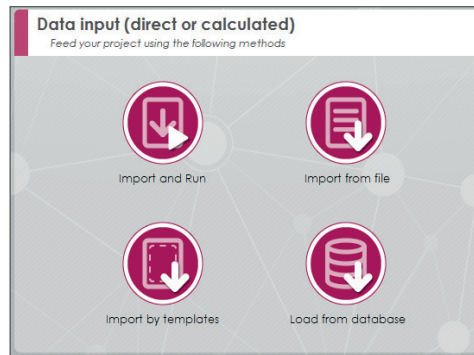 Data input (direct or calculated)
Feed your project using the following methods
Import and Run
Import from file
Import by templates
Load from database